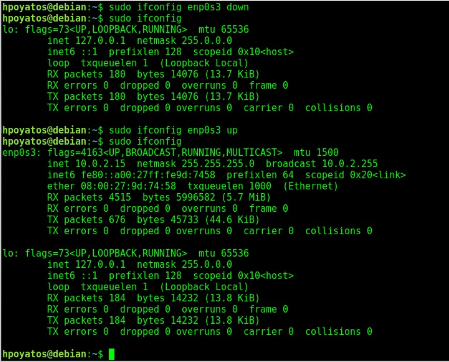 hpoyatos@debian:~$ sudo ifconfig enp0s3 down
hpoyatos@debian:~$ sudo ifconfig
lo: flags=73<UP,LOOPBACK,RUNNING>  mtu 65536
        inet 127.0.0.1  netmask 255.0.0.0
        inet6 ::1  prefixlen 128  scopeid 0x10<host>
        loop  txqueuelen 1  (Loopback Local)
        RX packets 180  bytes 14076 (13.7 KiB)
        RX errors 0  dropped 0  overruns 0  frame 0
        TX packets 180  bytes 14076 (13.7 KiB)
        TX errors 0  dropped 0 overruns 0  carrier 0  collisions 0

hpoyatos@debian:~$ sudo ifconfig enp0s3 up
hpoyatos@debian:~$ sudo ifconfig
enp0s3: flags=4163<UP,BROADCAST,RUNNING,MULTICAST>  mtu 1500
        inet 10.0.2.15  netmask 255.255.255.0  broadcast 10.0.2.255
        inet6 fe80::a00:27ff:fe9d:7458  prefixlen 64  scopeid 0x20<link>
        ether 08:00:27:9d:74:58  txqueuelen 1000  (Ethernet)
        RX packets 4515  bytes 5996582 (5.7 MiB)
        RX errors 0  dropped 0  overruns 0  frame 0
        TX packets 676  bytes 45733 (44.6 KiB)
        TX errors 0  dropped 0 overruns 0  carrier 0  collisions 0

lo: flags=73<UP,LOOPBACK,RUNNING>  mtu 65536
        inet 127.0.0.1  netmask 255.0.0.0
        inet6 ::1  prefixlen 128  scopeid 0x10<host>
        loop  txqueuelen 1  (Loopback Local)
        RX packets 184  bytes 14232 (13.8 KiB)
        RX errors 0  dropped 0  overruns 0  frame 0
        TX packets 184  bytes 14232 (13.8 KiB)
        TX errors 0  dropped 0 overruns 0  carrier 0  collisions 0

hpoyatos@debian:~$